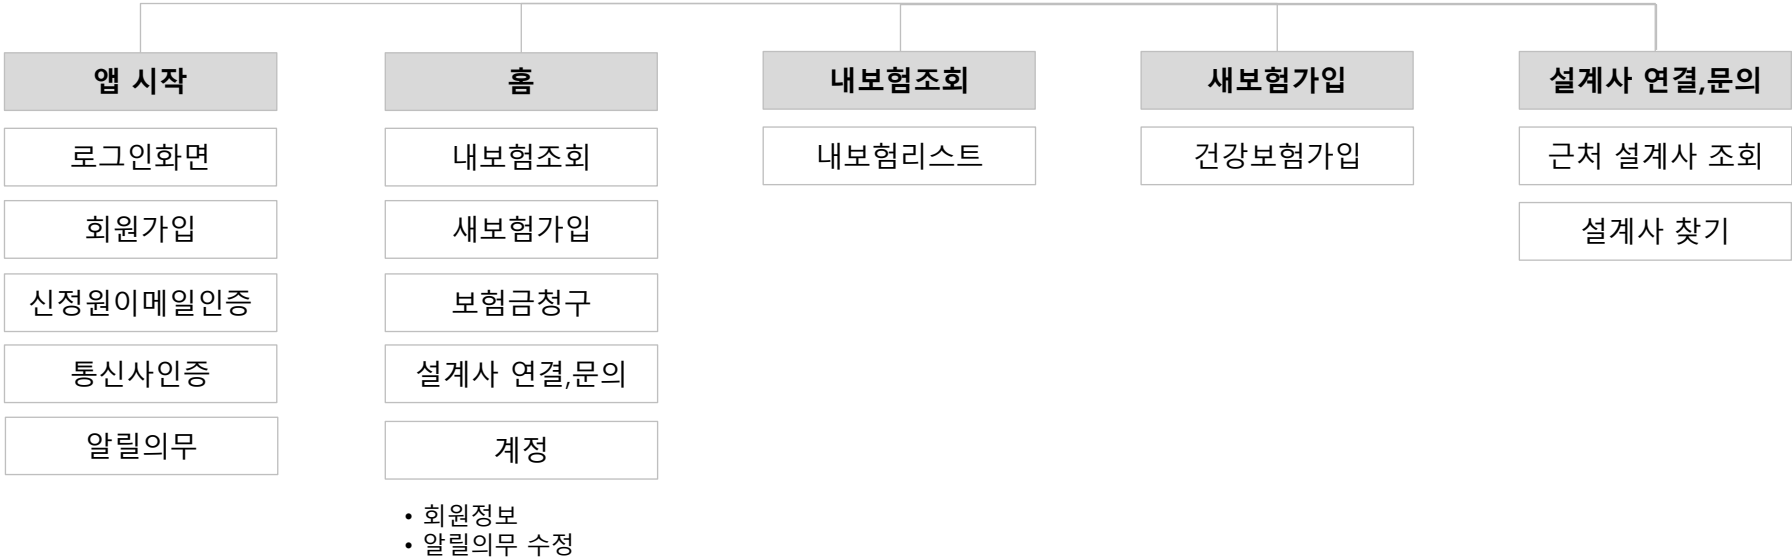 앱 시작
로그인화면
회원가입
신정원이메일인증
통신사인증
알릴의무
홈
내보험조회
새보험가입
보험금청구
설계사 연결,문의
계정
• 회원정보
• 알릴의무 수정
내보험조회
내보험리스트
새보험가입
건강보험가입
설계사 연결,문의
근처 설계사 조회
설계사 찾기